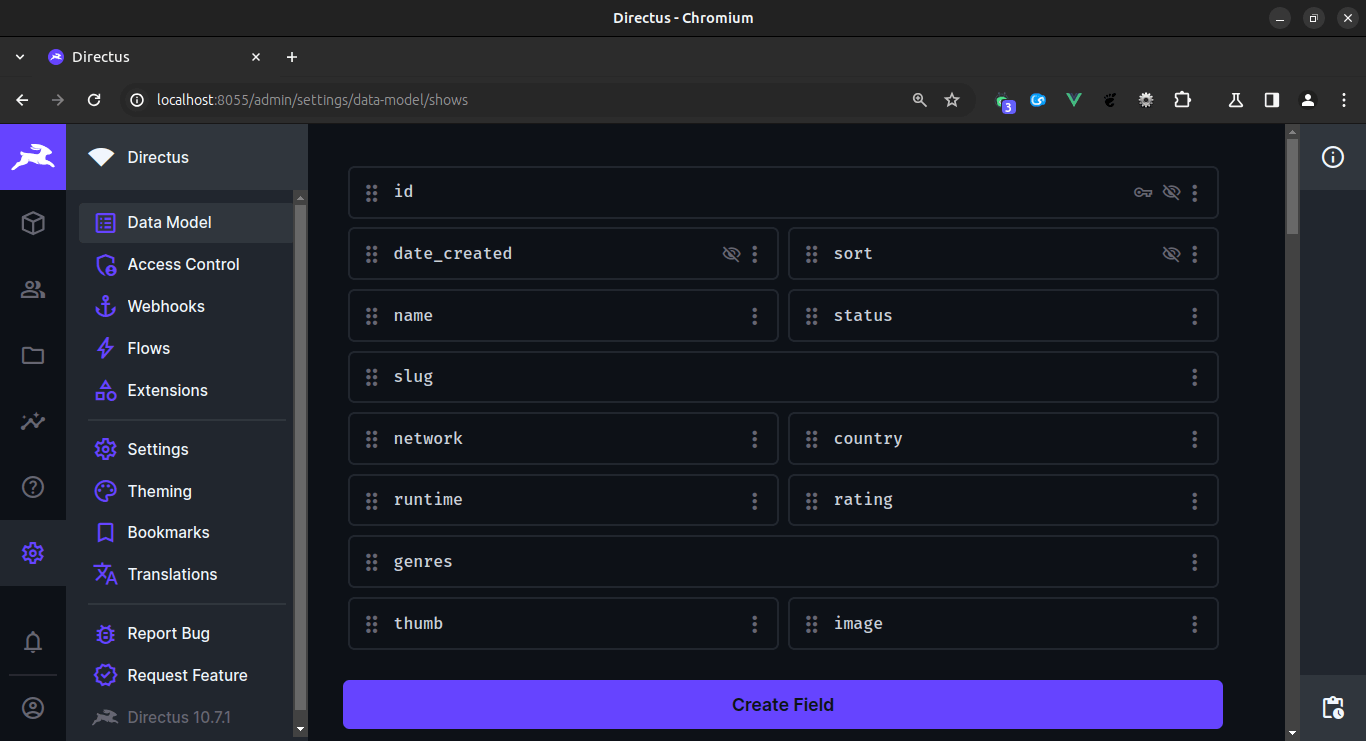 Directus - Chromium
Directus
localhost:8055/admin/settings/data-model/shows
3
Directus
Data Model
Access Control
Webhooks
Flows
Extensions
Settings
Theming
Bookmarks
Translations
Report Bug
Request Feature
Directus 10.7.1
id
date_created
sort
name
status
slug
network
country
runtime
rating
genres
thumb
image
Create Field